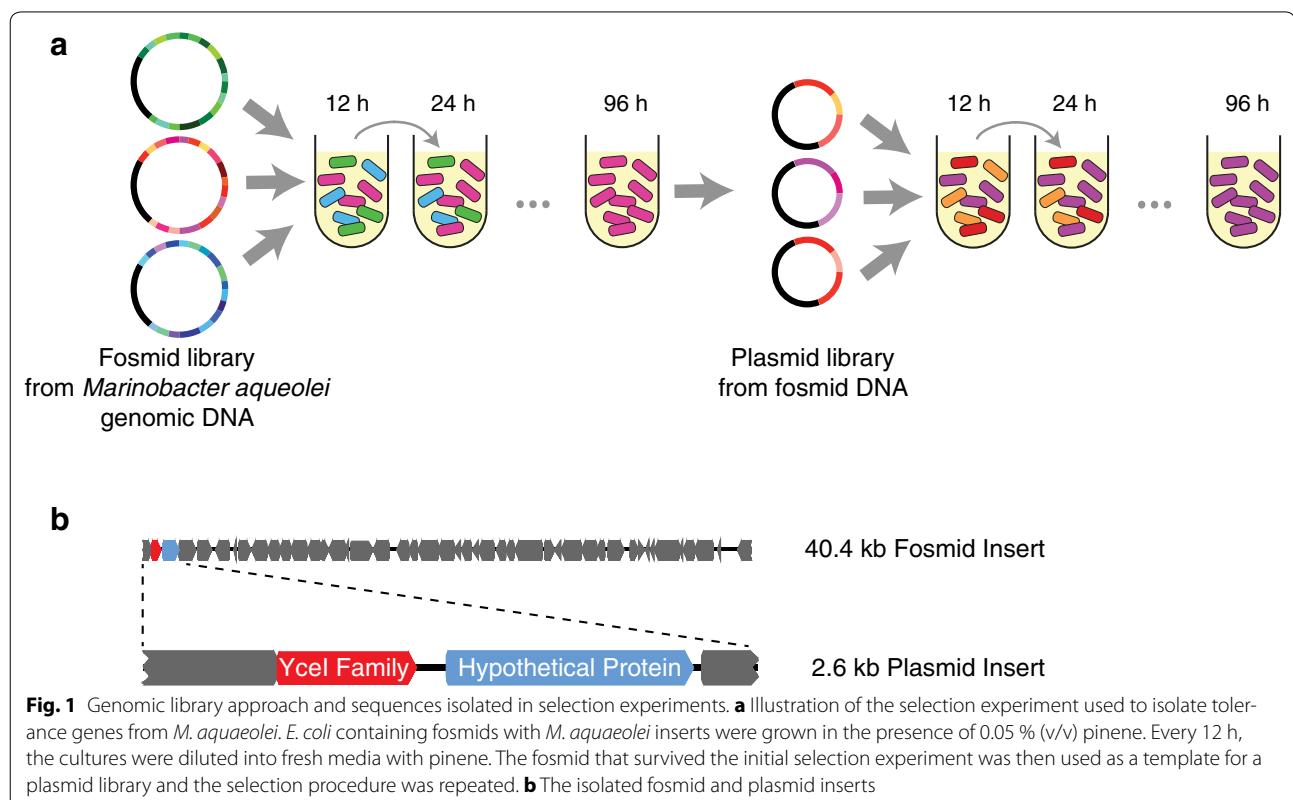 a
12 h
24 h
96 h
12 h
24 h
96 h
Fosmid library
from Marinobacter aqueolei
genomic DNA
Plasmid library
from fosmid DNA
b
40.4 kb Fosmid Insert
YceI Family
Hypothetical Protein
2.6 kb Plasmid Insert
Fig. 1 Genomic library approach and sequences isolated in selection experiments. a Illustration of the selection experiment used to isolate toler-
ance genes from M. aquaeolei. E. coli containing fosmids with M. aquaeolei inserts were grown in the presence of 0.05 % (v/v) pinene. Every 12 h,
the cultures were diluted into fresh media with pinene. The fosmid that survived the initial selection experiment was then used as a template for a
plasmid library and the selection procedure was repeated. b The isolated fosmid and plasmid inserts